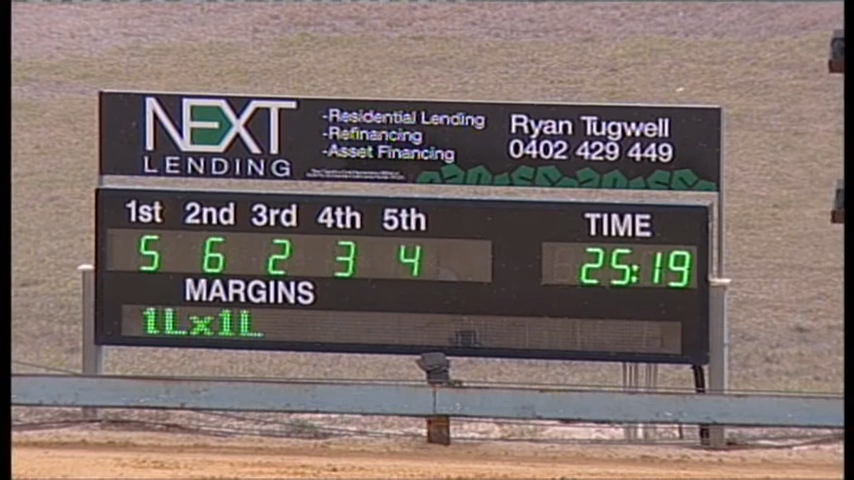 NEXT
LENDING
-Residential Lending
-Refinancing
-Asset Financing
Ryan Tugwell
0402 429 449
1st 2nd 3rd 4th 5th TIME
5 6 2 3 4 25:19
MARGINS
1Lx1L